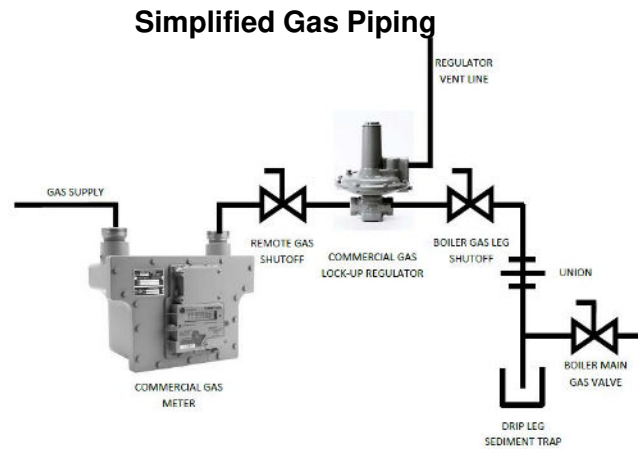 Simplified Gas Piping
REGULATOR
VENT LINE
GAS SUPPLY
REMOTE GAS
SHUTOFF
COMMERCIAL GAS
LOCK-UP REGULATOR
BOILER GAS LEG
SHUTOFF
UNION
BOILER MAIN
GAS VALVE
COMMERCIAL GAS
METER
DRIP LEG
SEDIMENT TRAP